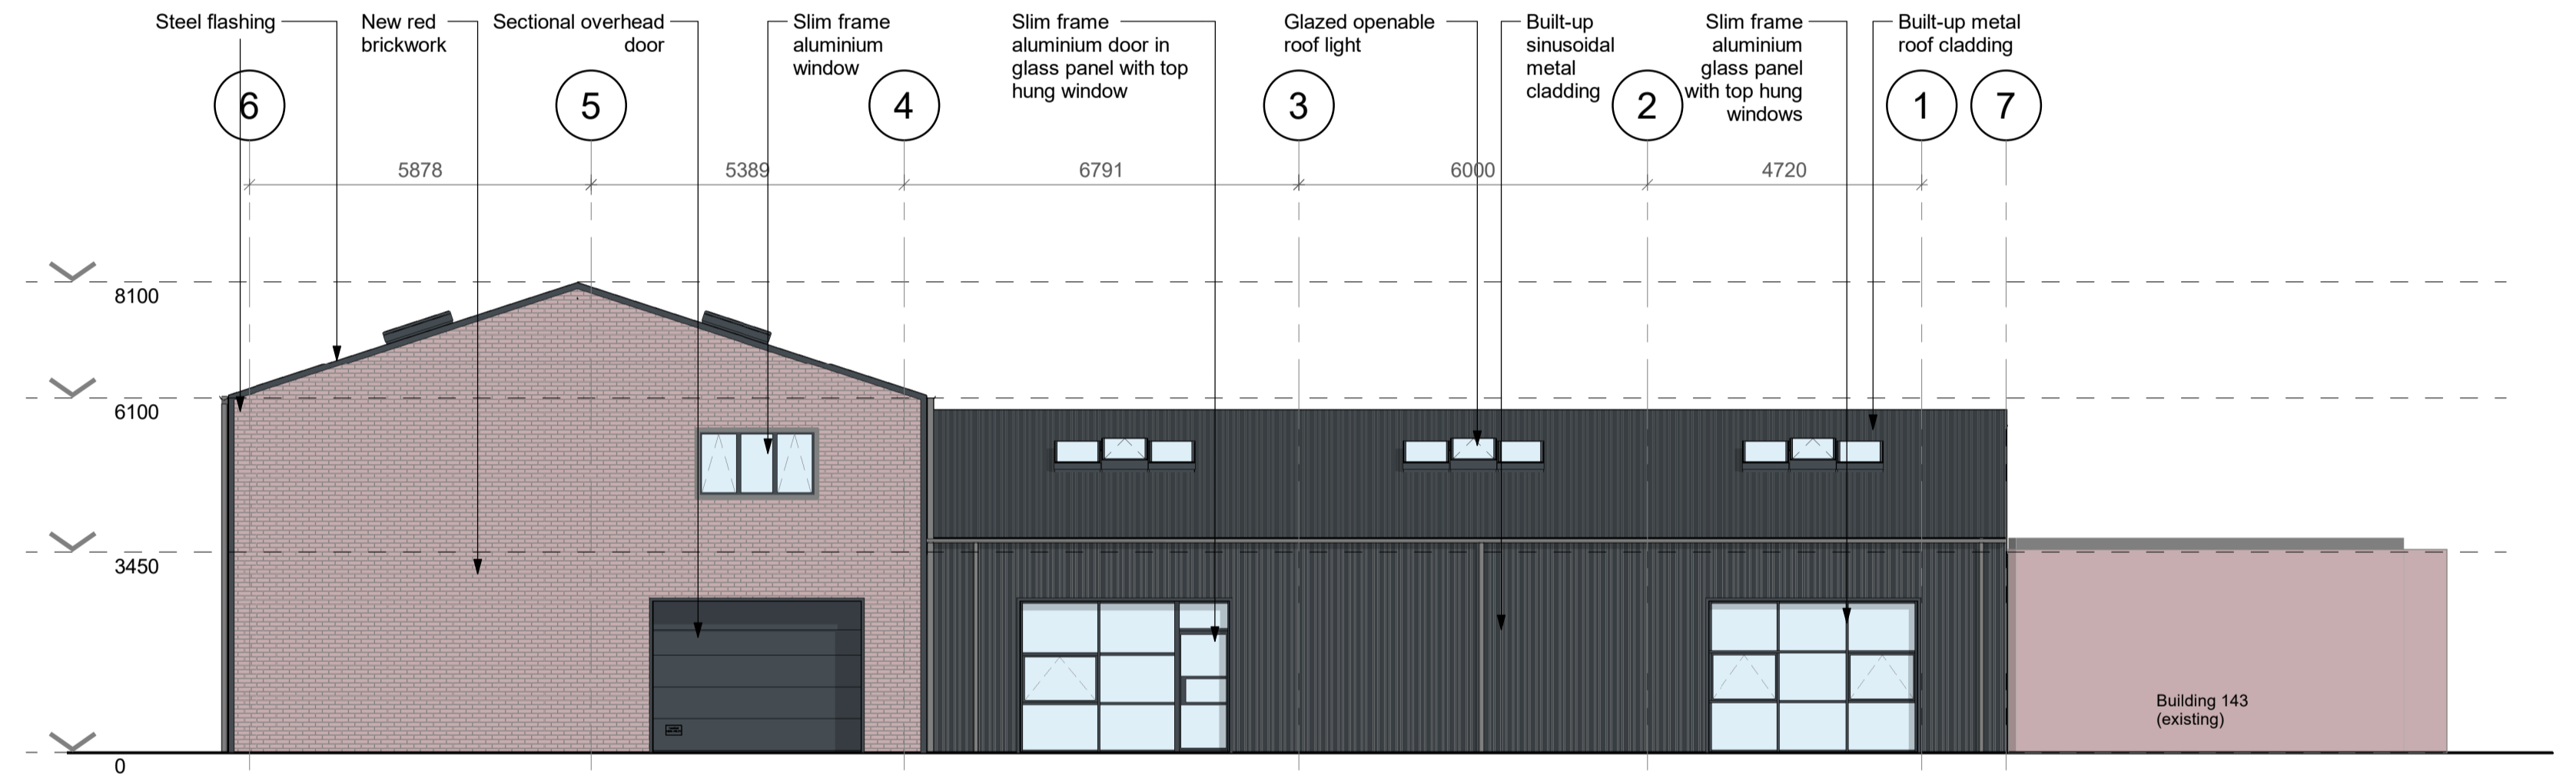 Steel flashing
New red
brickwork
Sectional overhead
door
Slim frame
aluminium
window
Slim frame
aluminium door in
glass panel with top
hung window
Glazed openable
roof light
Built-up
sinusoidal
metal
cladding
Slim frame
aluminium
glass panel
with top hung
windows
Built-up metal
roof cladding
6
5
4
3
2
1
7
5878
5389
6791
6000
4720
8100
6100
3450
0
Building 143
(existing)